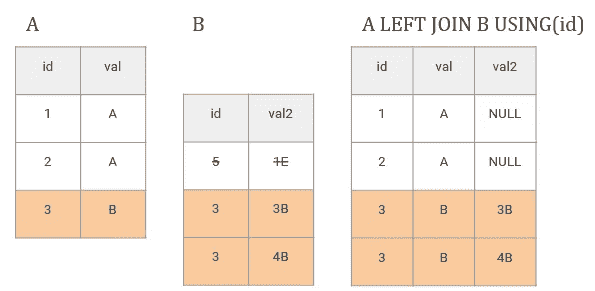 A
B
A LEFT JOIN B USING(id)
id val
1 A
2 A
3 B
id val2
5 1E
3 3B
3 4B
id val val2
1 A NULL
2 A NULL
3 B 3B
3 B 4B